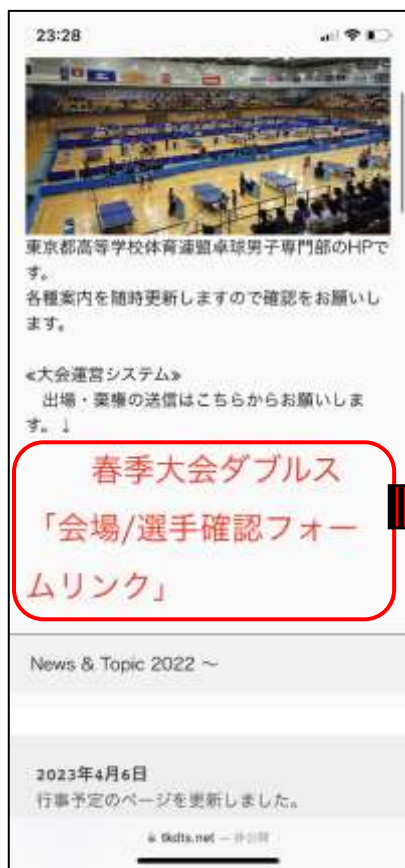 23:28
東京都高等学校体育連盟卓球男子専門部のHPで
す。
各種案内を随時更新しますので確認をお願いし
ます。
≪大会運営システム≫
出場・棄権の送信はこちらからお願いしま
す。↓
春季大会ダブルス
「会場/選手確認フォー
ムリンク」
News & Topic 2022 ～
2023年4月6日
行事予定のページを更新しました。
tkdts.net — 非公開